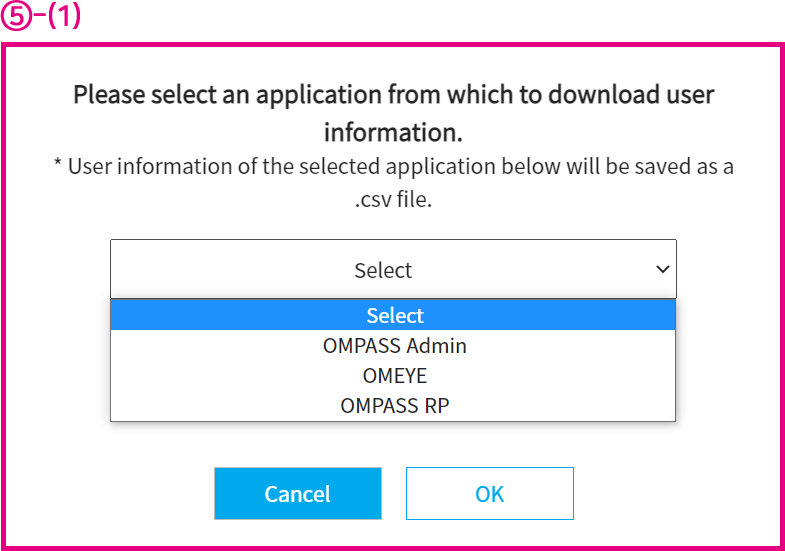 ⑤-(1)
Please select an application from which to download user
information.
* User information of the selected application below will be saved as a
.csv file.
Select
Select
OMPASS Admin
OMEYE
OMPASS RP
Cancel OK